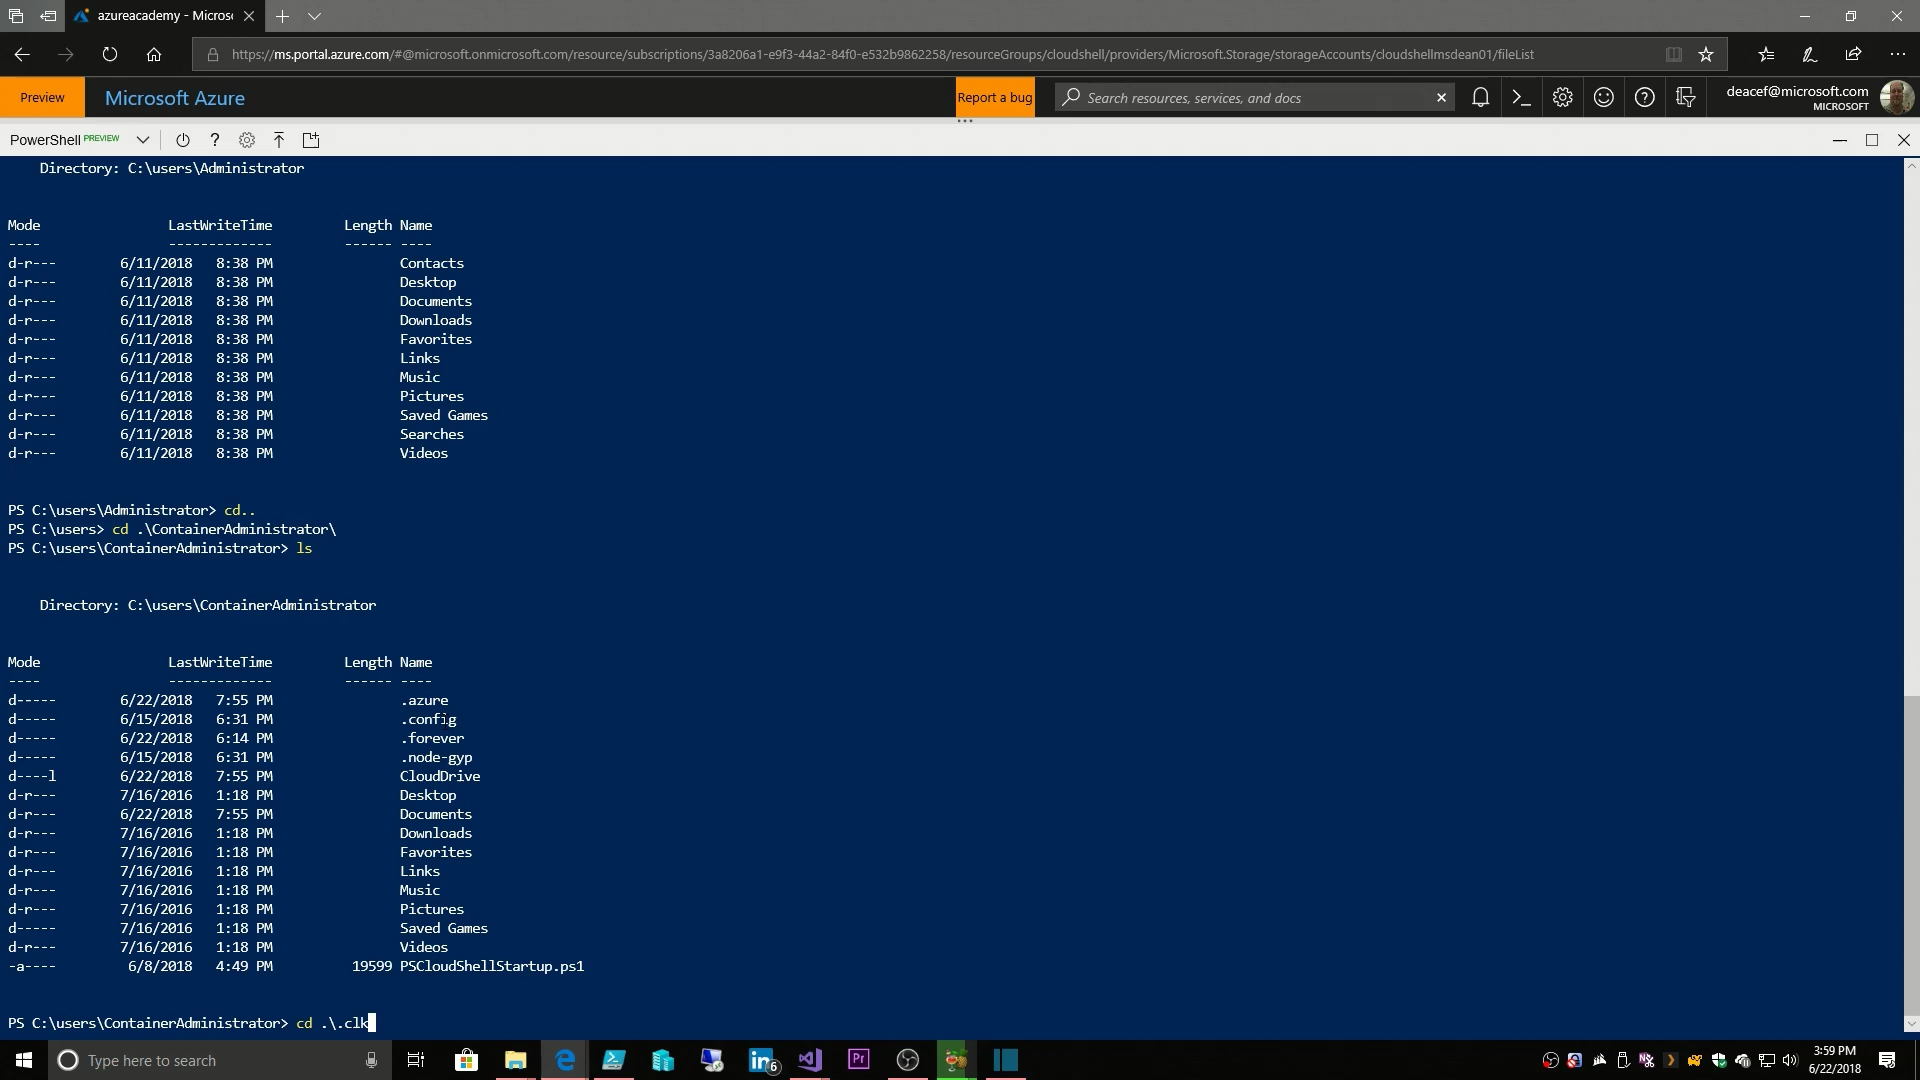 azureacademy - Micros
https://ms.portal.azure.com/#@microsoft.onmicrosoft.com/resource/subscriptions/3a8206a1-e9f3-44a2-84f0-e532b9862258/resourceGroups/cloudshell/providers/Microsoft.Storage/storageAccounts/cloudshellmsdean01/fileList
Preview Microsoft Azure Report a bug Search resources, services, and docs deacef@microsoft.com
MICROSOFT
PowerShell PREVIEW
Directory: C:\users\Administrator
Mode LastWriteTime Length Name
---- ------------- ------ ----
d-r--- 6/11/2018 8:38 PM Contacts
d-r--- 6/11/2018 8:38 PM Desktop
d-r--- 6/11/2018 8:38 PM Documents
d-r--- 6/11/2018 8:38 PM Downloads
d-r--- 6/11/2018 8:38 PM Favorites
d-r--- 6/11/2018 8:38 PM Links
d-r--- 6/11/2018 8:38 PM Music
d-r--- 6/11/2018 8:38 PM Pictures
d-r--- 6/11/2018 8:38 PM Saved Games
d-r--- 6/11/2018 8:38 PM Searches
d-r--- 6/11/2018 8:38 PM Videos
PS C:\users\Administrator> cd..
PS C:\users> cd .\ContainerAdministrator\
PS C:\users\ContainerAdministrator> ls
Directory: C:\users\ContainerAdministrator
Mode LastWriteTime Length Name
---- ------------- ------ ----
d----- 6/22/2018 7:55 PM .azure
d----- 6/15/2018 6:31 PM .config
d----- 6/22/2018 6:14 PM .forever
d----- 6/15/2018 6:31 PM .node-gyp
d----l 6/22/2018 7:55 PM CloudDrive
d-r--- 7/16/2016 1:18 PM Desktop
d-r--- 6/22/2018 7:55 PM Documents
d-r--- 7/16/2016 1:18 PM Downloads
d-r--- 7/16/2016 1:18 PM Favorites
d-r--- 7/16/2016 1:18 PM Links
d-r--- 7/16/2016 1:18 PM Music
d-r--- 7/16/2016 1:18 PM Pictures
d----- 7/16/2016 1:18 PM Saved Games
d-r--- 7/16/2016 1:18 PM Videos
-a---- 6/8/2018 4:49 PM 19599 PSCloudShellStartup.ps1
PS C:\users\ContainerAdministrator> cd .\.clk
Type here to search
6
3:59 PM
6/22/2018